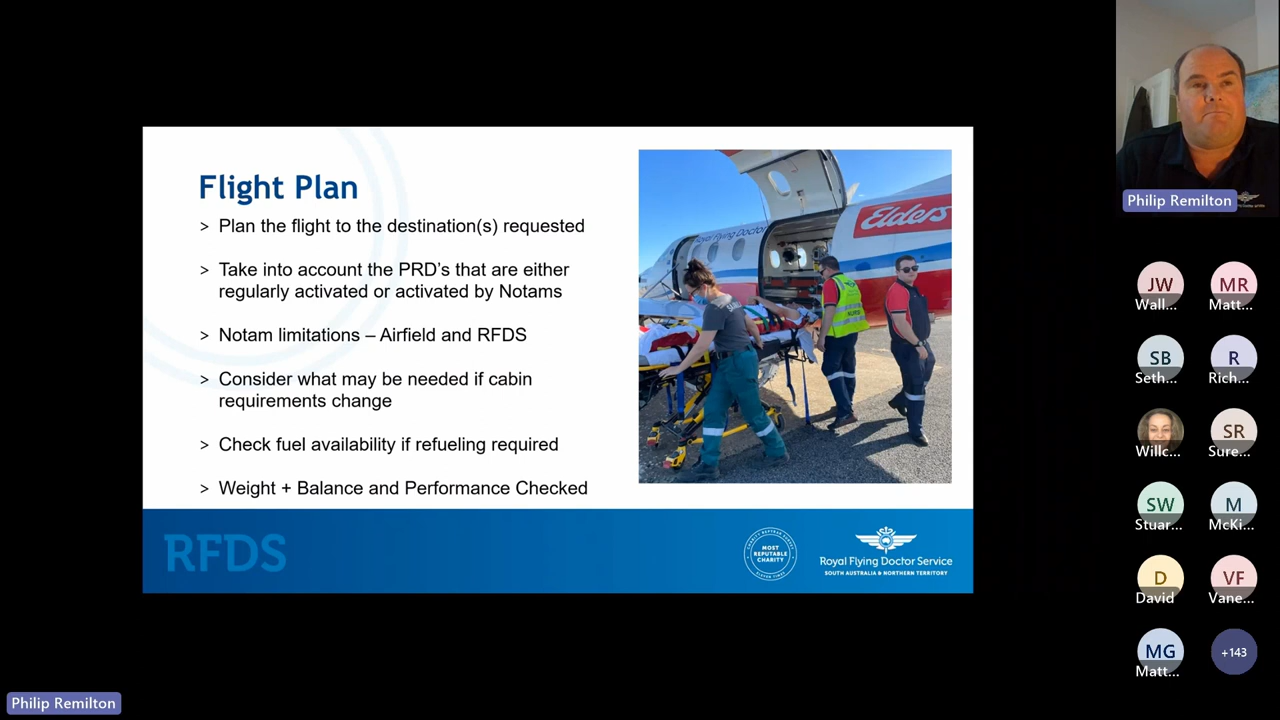 Flight Plan
> Plan the flight to the destination(s) requested
> Take into account the PRD's that are either
regularly activated or activated by Notams
> Notam limitations – Airfield and RFDS
> Consider what may be needed if cabin
requirements change
> Check fuel availability if refueling required
> Weight + Balance and Performance Checked
Royal Flying Doctor
Elders
RFDS
MOST
REPUTABLE
CHARITY
Royal Flying Doctor Service
SOUTH AUSTRALIA & NORTHERN TERRITORY
Philip Remilton
JW
Wall...
MR
Matt...
SB
Seth...
R
Rich...
Willc...
SR
Sure...
SW
Stuar...
M
McKi...
D
David
VF
Vane...
MG
Matt...
+143
Philip Remilton